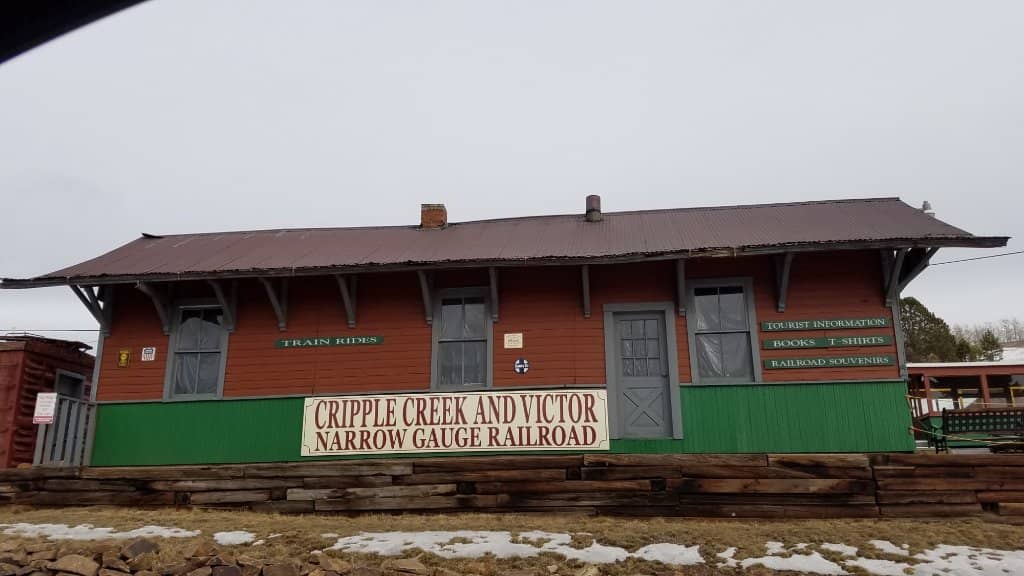 TRAIN RIDES
TOURIST INFORMATION
BOOKS T-SHIRTS
RAILROAD SOUVENIRS
CRIPPLE CREEK AND VICTOR
NARROW GAUGE RAILROAD